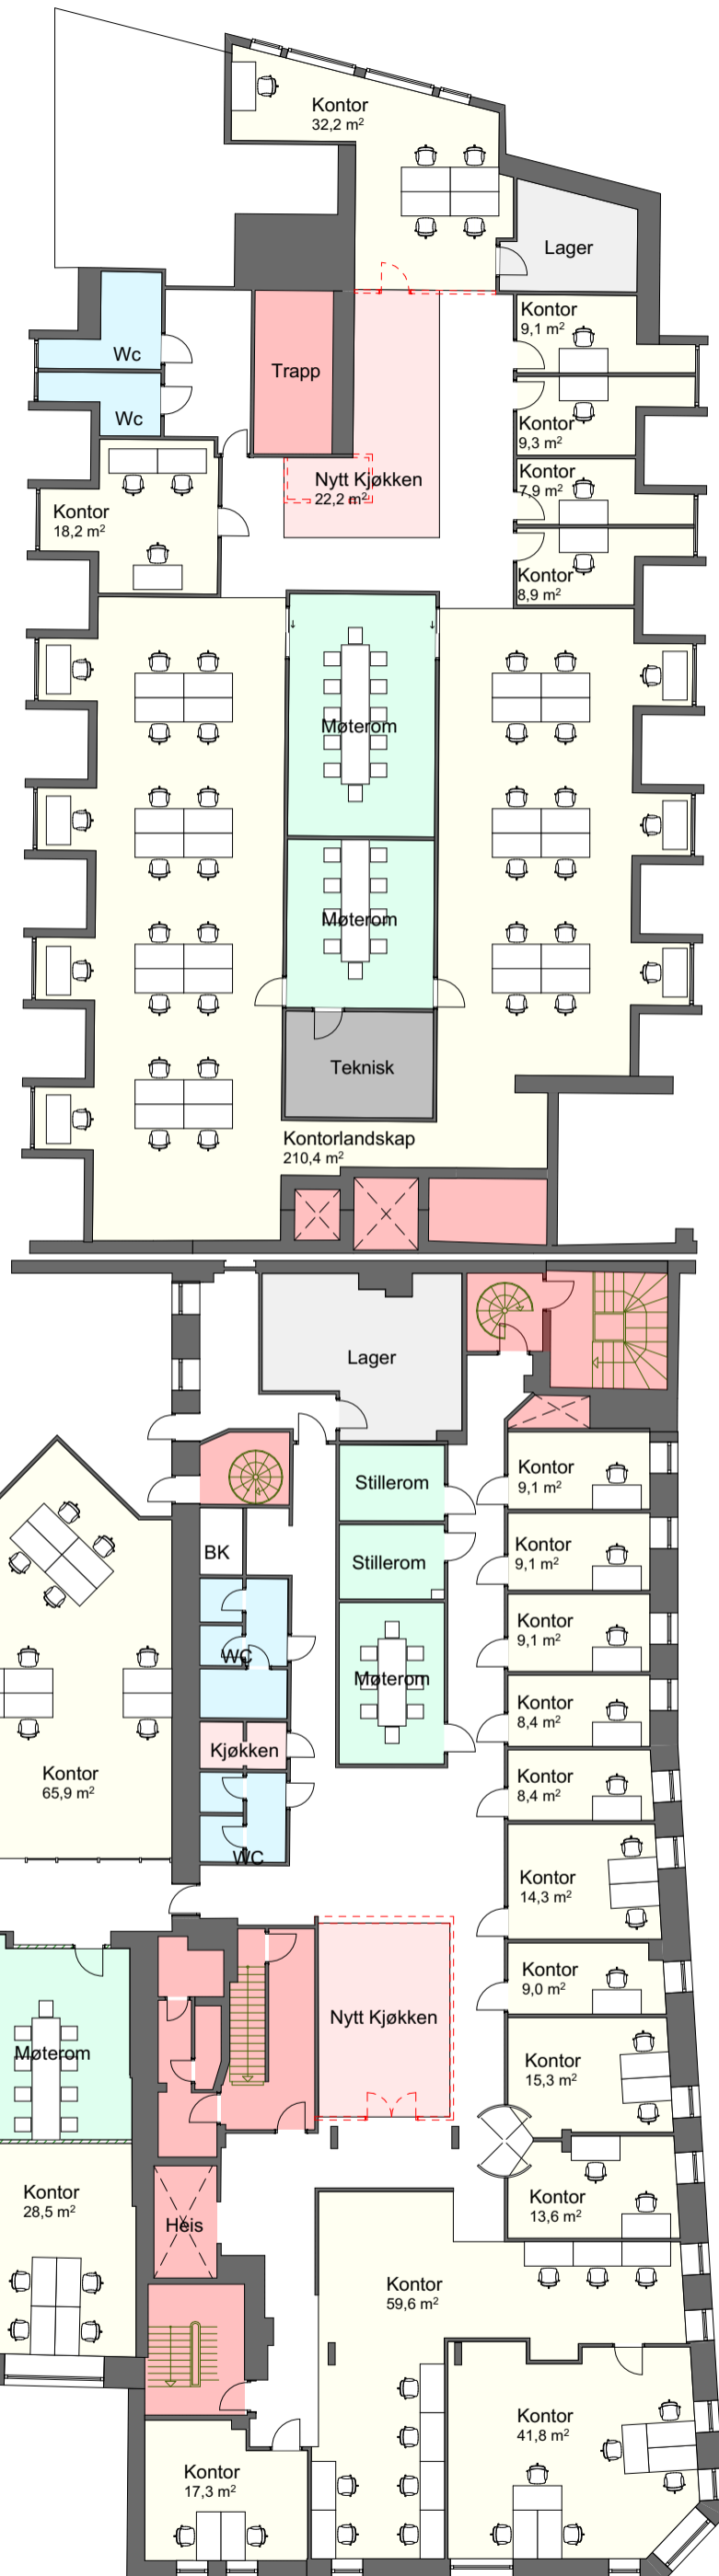 Kontor
32,2 m²
Lager
Kontor
9,1 m²
Wc
Trapp
Wc
Kontor
9,3 m²
Kontor
7,9 m²
Nytt Kjøkken
22,2 m²
Kontor
18,2 m²
Kontor
8,9 m²
Møterom
Møterom
Teknisk
Kontorlandskap
210,4 m²
Lager
Kontor
9,1 m²
Stillerom
BK
Stillerom
Kontor
9,1 m²
Kontor
9,1 m²
WC
Møterom
Kontor
8,4 m²
Kjøkken
Kontor
65,9 m²
Kontor
8,4 m²
WC
Kontor
14,3 m²
Kontor
9,0 m²
Nytt Kjøkken
Møterom
Kontor
15,3 m²
Kontor
28,5 m²
Heis
Kontor
13,6 m²
Kontor
59,6 m²
Kontor
41,8 m²
Kontor
17,3 m²